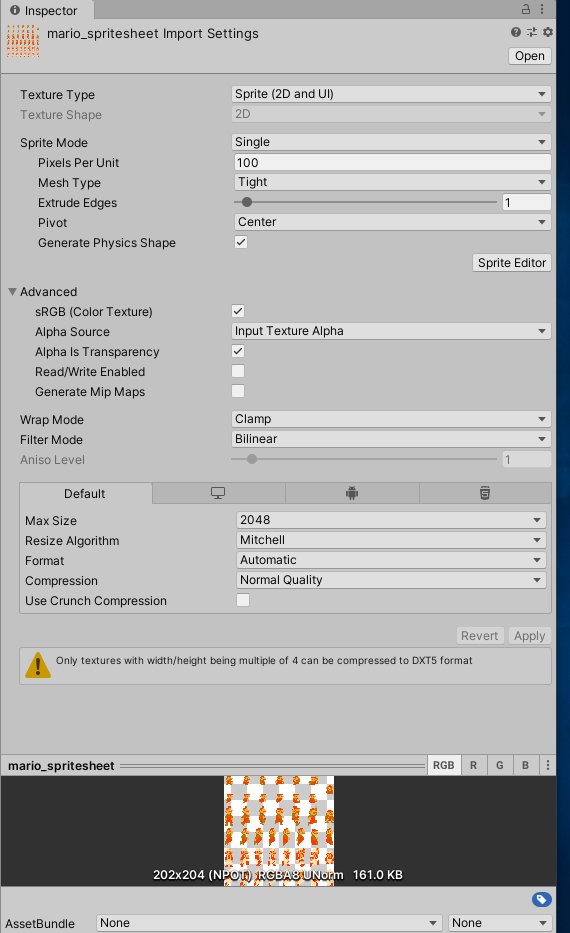 Inspector
mario_spritesheet Import Settings
Open
Texture Type Sprite (2D and UI)
Texture Shape 2D
Sprite Mode Single
Pixels Per Unit 100
Mesh Type Tight
Extrude Edges 1
Pivot Center
Generate Physics Shape
Sprite Editor
Advanced
sRGB (Color Texture)
Alpha Source Input Texture Alpha
Alpha Is Transparency
Read/Write Enabled
Generate Mip Maps
Wrap Mode Clamp
Filter Mode Bilinear
Aniso Level 1
Default
Max Size 2048
Resize Algorithm Mitchell
Format Automatic
Compression Normal Quality
Use Crunch Compression
Revert Apply
Only textures with width/height being multiple of 4 can be compressed to DXT5 format
mario_spritesheet RGB R G B
202x204 (NPOT) RGBA8 UNorm 161.0 KB
AssetBundle None None